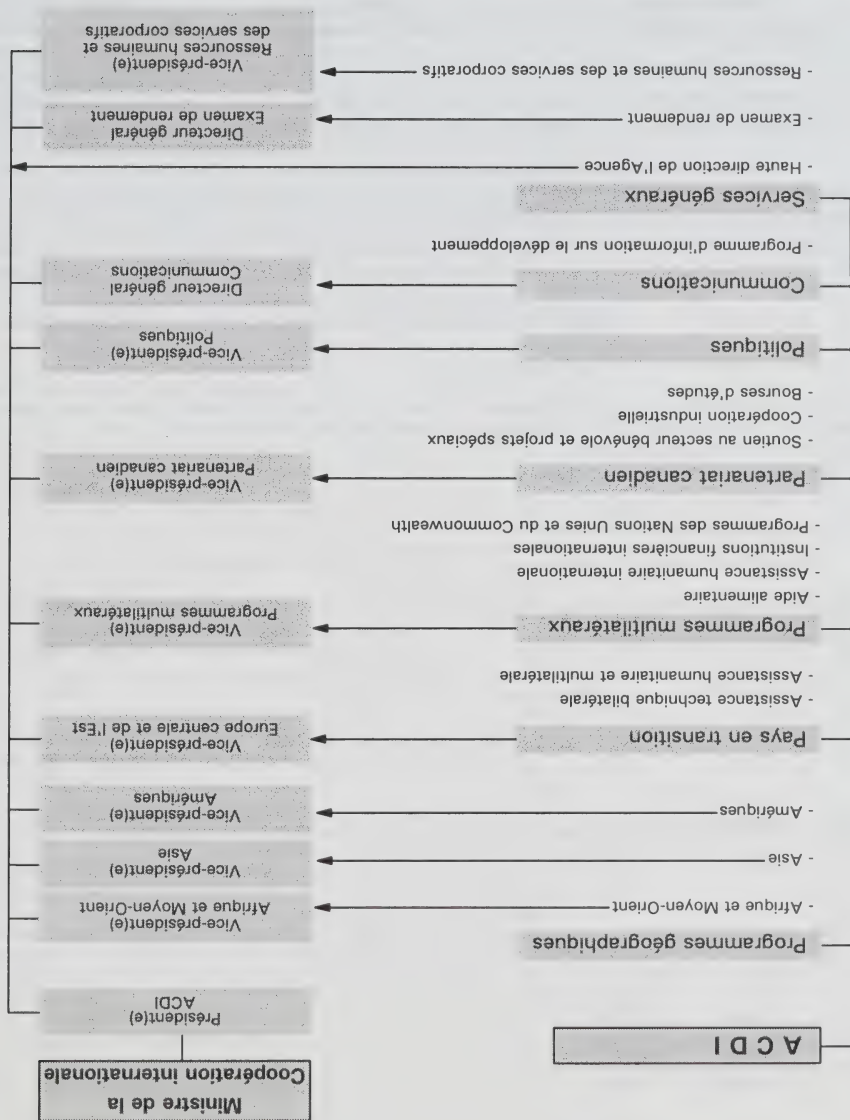 Ministre de la
Coopération internationale
A C D I
Président(e)
ACDI
Programmes géographiques
- Afrique et Moyen-Orient
Vice-président(e)
Afrique et Moyen-Orient
- Asie
Vice-président(e)
Asie
- Amériques
Vice-président(e)
Amériques
Pays en transition
Vice-président(e)
Europe centrale et de l'Est
- Assistance technique bilatérale
- Assistance humanitaire et multilatérale
Programmes multilatéraux
Vice-président(e)
Programmes multilatéraux
- Aide alimentaire
- Assistance humanitaire internationale
- Institutions financières internationales
- Programmes des Nations Unies et du Commonwealth
Partenariat canadien
Vice-président(e)
Partenariat canadien
- Soutien au secteur bénévole et projets spéciaux
- Coopération industrielle
- Bourses d'études
Politiques
Vice-président(e)
Politiques
Communications
Directeur général
Communications
- Programme d'information sur le développement
Services généraux
- Haute direction de l'Agence
- Examen de rendement
Directeur général
Examen de rendement
- Ressources humaines et des services corporatifs
Vice-président(e)
Ressources humaines et
des services corporatifs